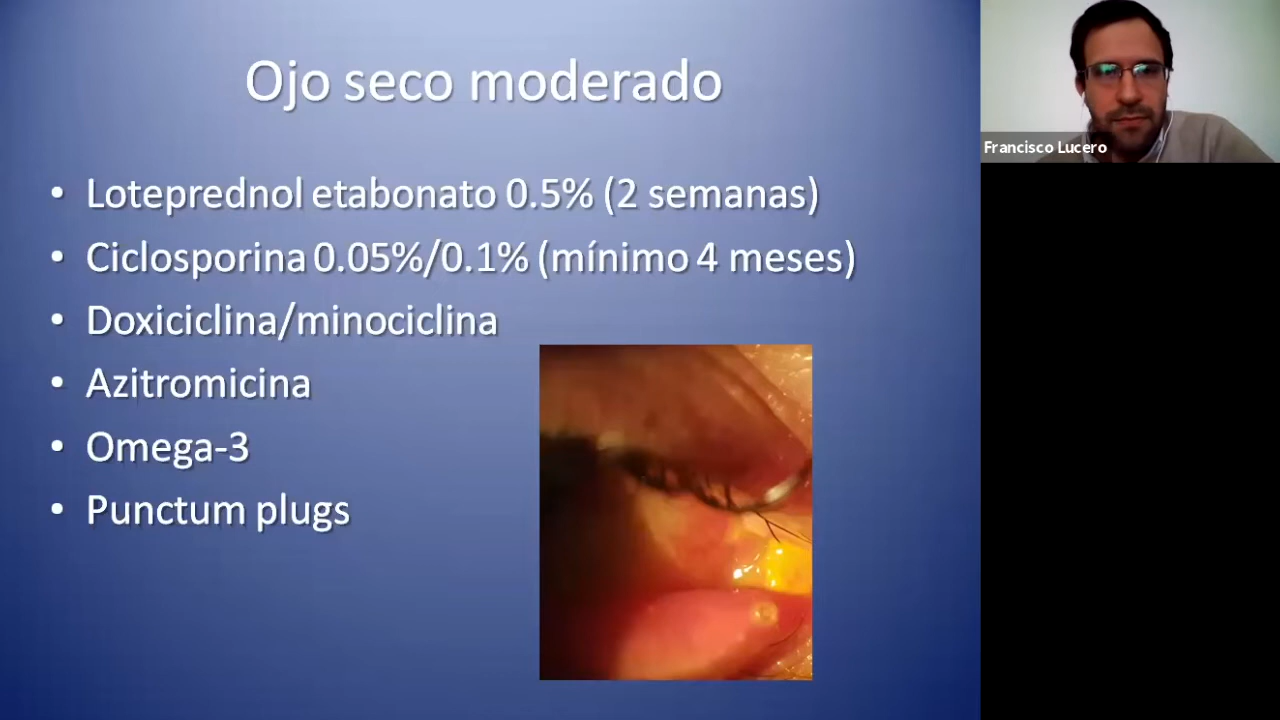 Ojo seco moderado
• Loteprednol etabonato 0.5% (2 semanas)
• Ciclosporina 0.05%/0.1% (mínimo 4 meses)
• Doxiciclina/minociclina
• Azitromicina
• Omega-3
• Punctum plugs
Francisco Lucero